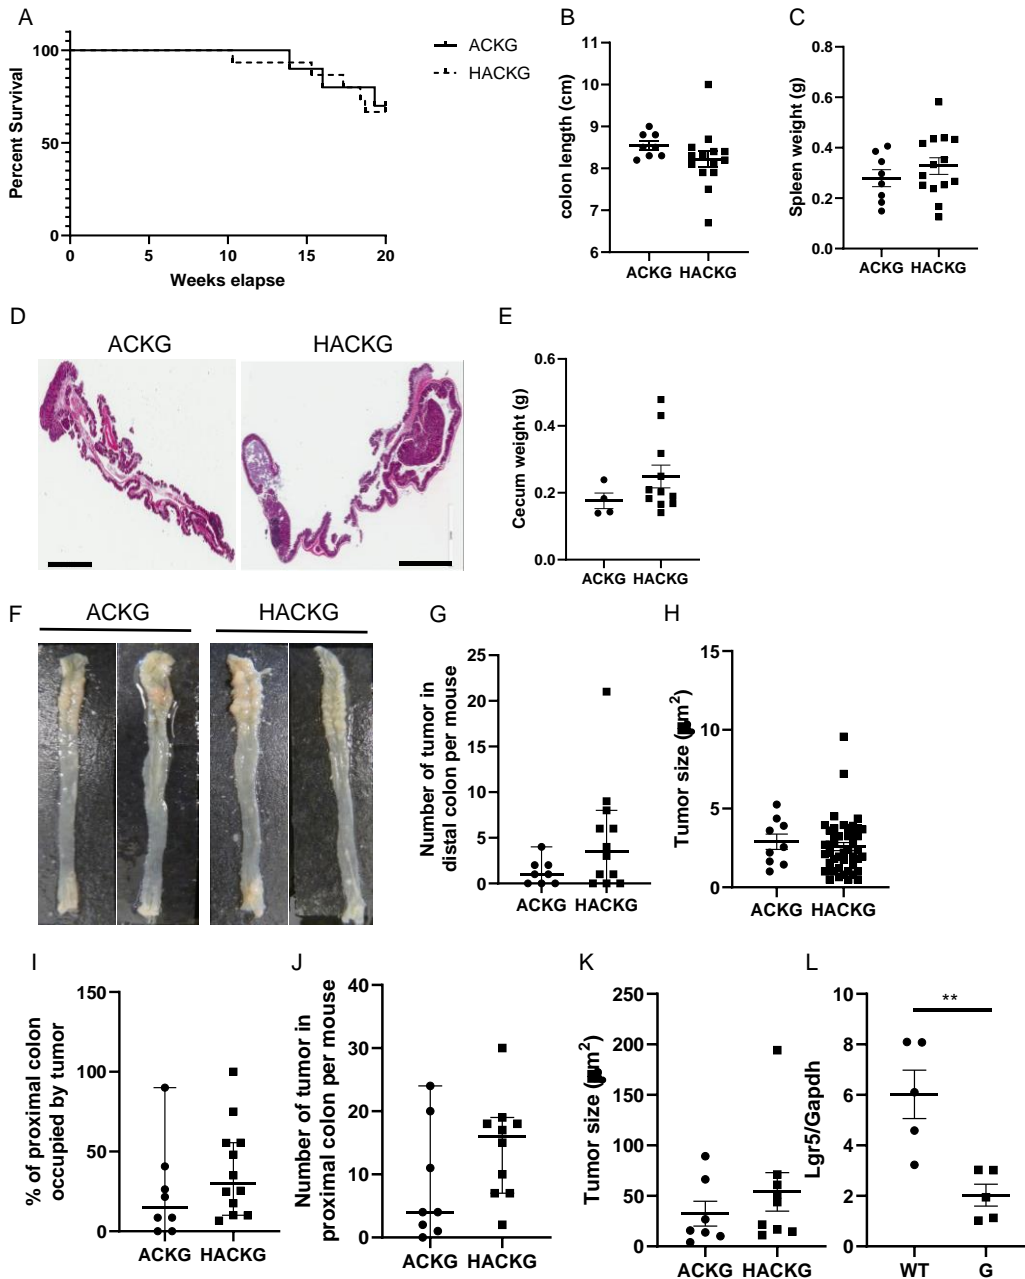 A
100
50
0
Percent Survival
0
5
10
15
20
Weeks elapse
ACKG
HACKG
B
11
10
9
8
7
6
colon length (cm)
ACKG
HACKG
C
0.8
0.6
0.4
0.2
0.0
Spleen weight (g)
ACKG
HACKG
D
ACKG
HACKG
E
0.6
0.4
0.2
0.0
Cecum weight (g)
ACKG
HACKG
F
ACKG
HACKG
G
25
20
15
10
5
0
Number of tumor in
distal colon per mouse
ACKG
HACKG
H
15
10
5
0
Tumor size
ACKG
HACKG
I
150
100
50
0
% of proximal colon
occupied by tumor
ACKG
HACKG
J
40
30
20
10
0
Number of tumor in
proximal colon per mouse
ACKG
HACKG
K
250
200
150
100
50
0
Tumor size
ACKG
HACKG
L
10
8
6
4
2
0
Lgr5/Gapdh
**
WT
G